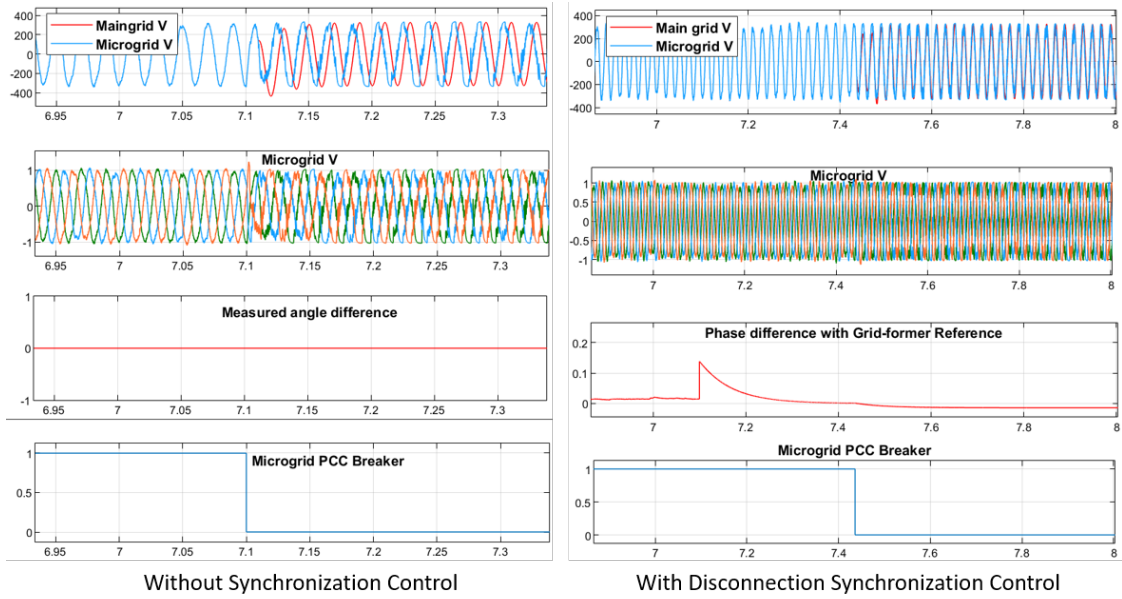 400
200
0
-200
-400
Maingrid V
Microgrid V
6.95 7 7.05 7.1 7.15 7.2 7.25 7.3
Microgrid V
1
0
-1
6.95 7 7.05 7.1 7.15 7.2 7.25 7.3
Measured angle difference
1
0
-1
6.95 7 7.05 7.1 7.15 7.2 7.25 7.3
Microgrid PCC Breaker
1
0.5
0
6.95 7 7.05 7.1 7.15 7.2 7.25 7.3
Without Synchronization Control
400
200
0
-200
-400
Main grid V
Microgrid V
7 7.2 7.4 7.6 7.8 8
Microgrid V
1
0.5
0
-0.5
-1
7 7.2 7.4 7.6 7.8 8
Phase difference with Grid-former Reference
0.2
0.1
0
7 7.2 7.4 7.6 7.8 8
Microgrid PCC Breaker
1
0.5
0
7 7.2 7.4 7.6 7.8 8
With Disconnection Synchronization Control